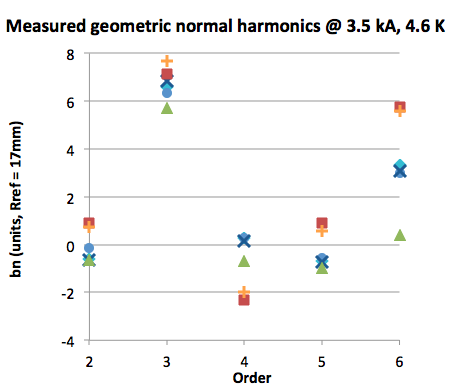 Measured geometric normal harmonics @ 3.5 kA, 4.6 K
bn (units, Rref = 17mm)
8
6
4
2
0
-2
-4
2 3 4 5 6
Order